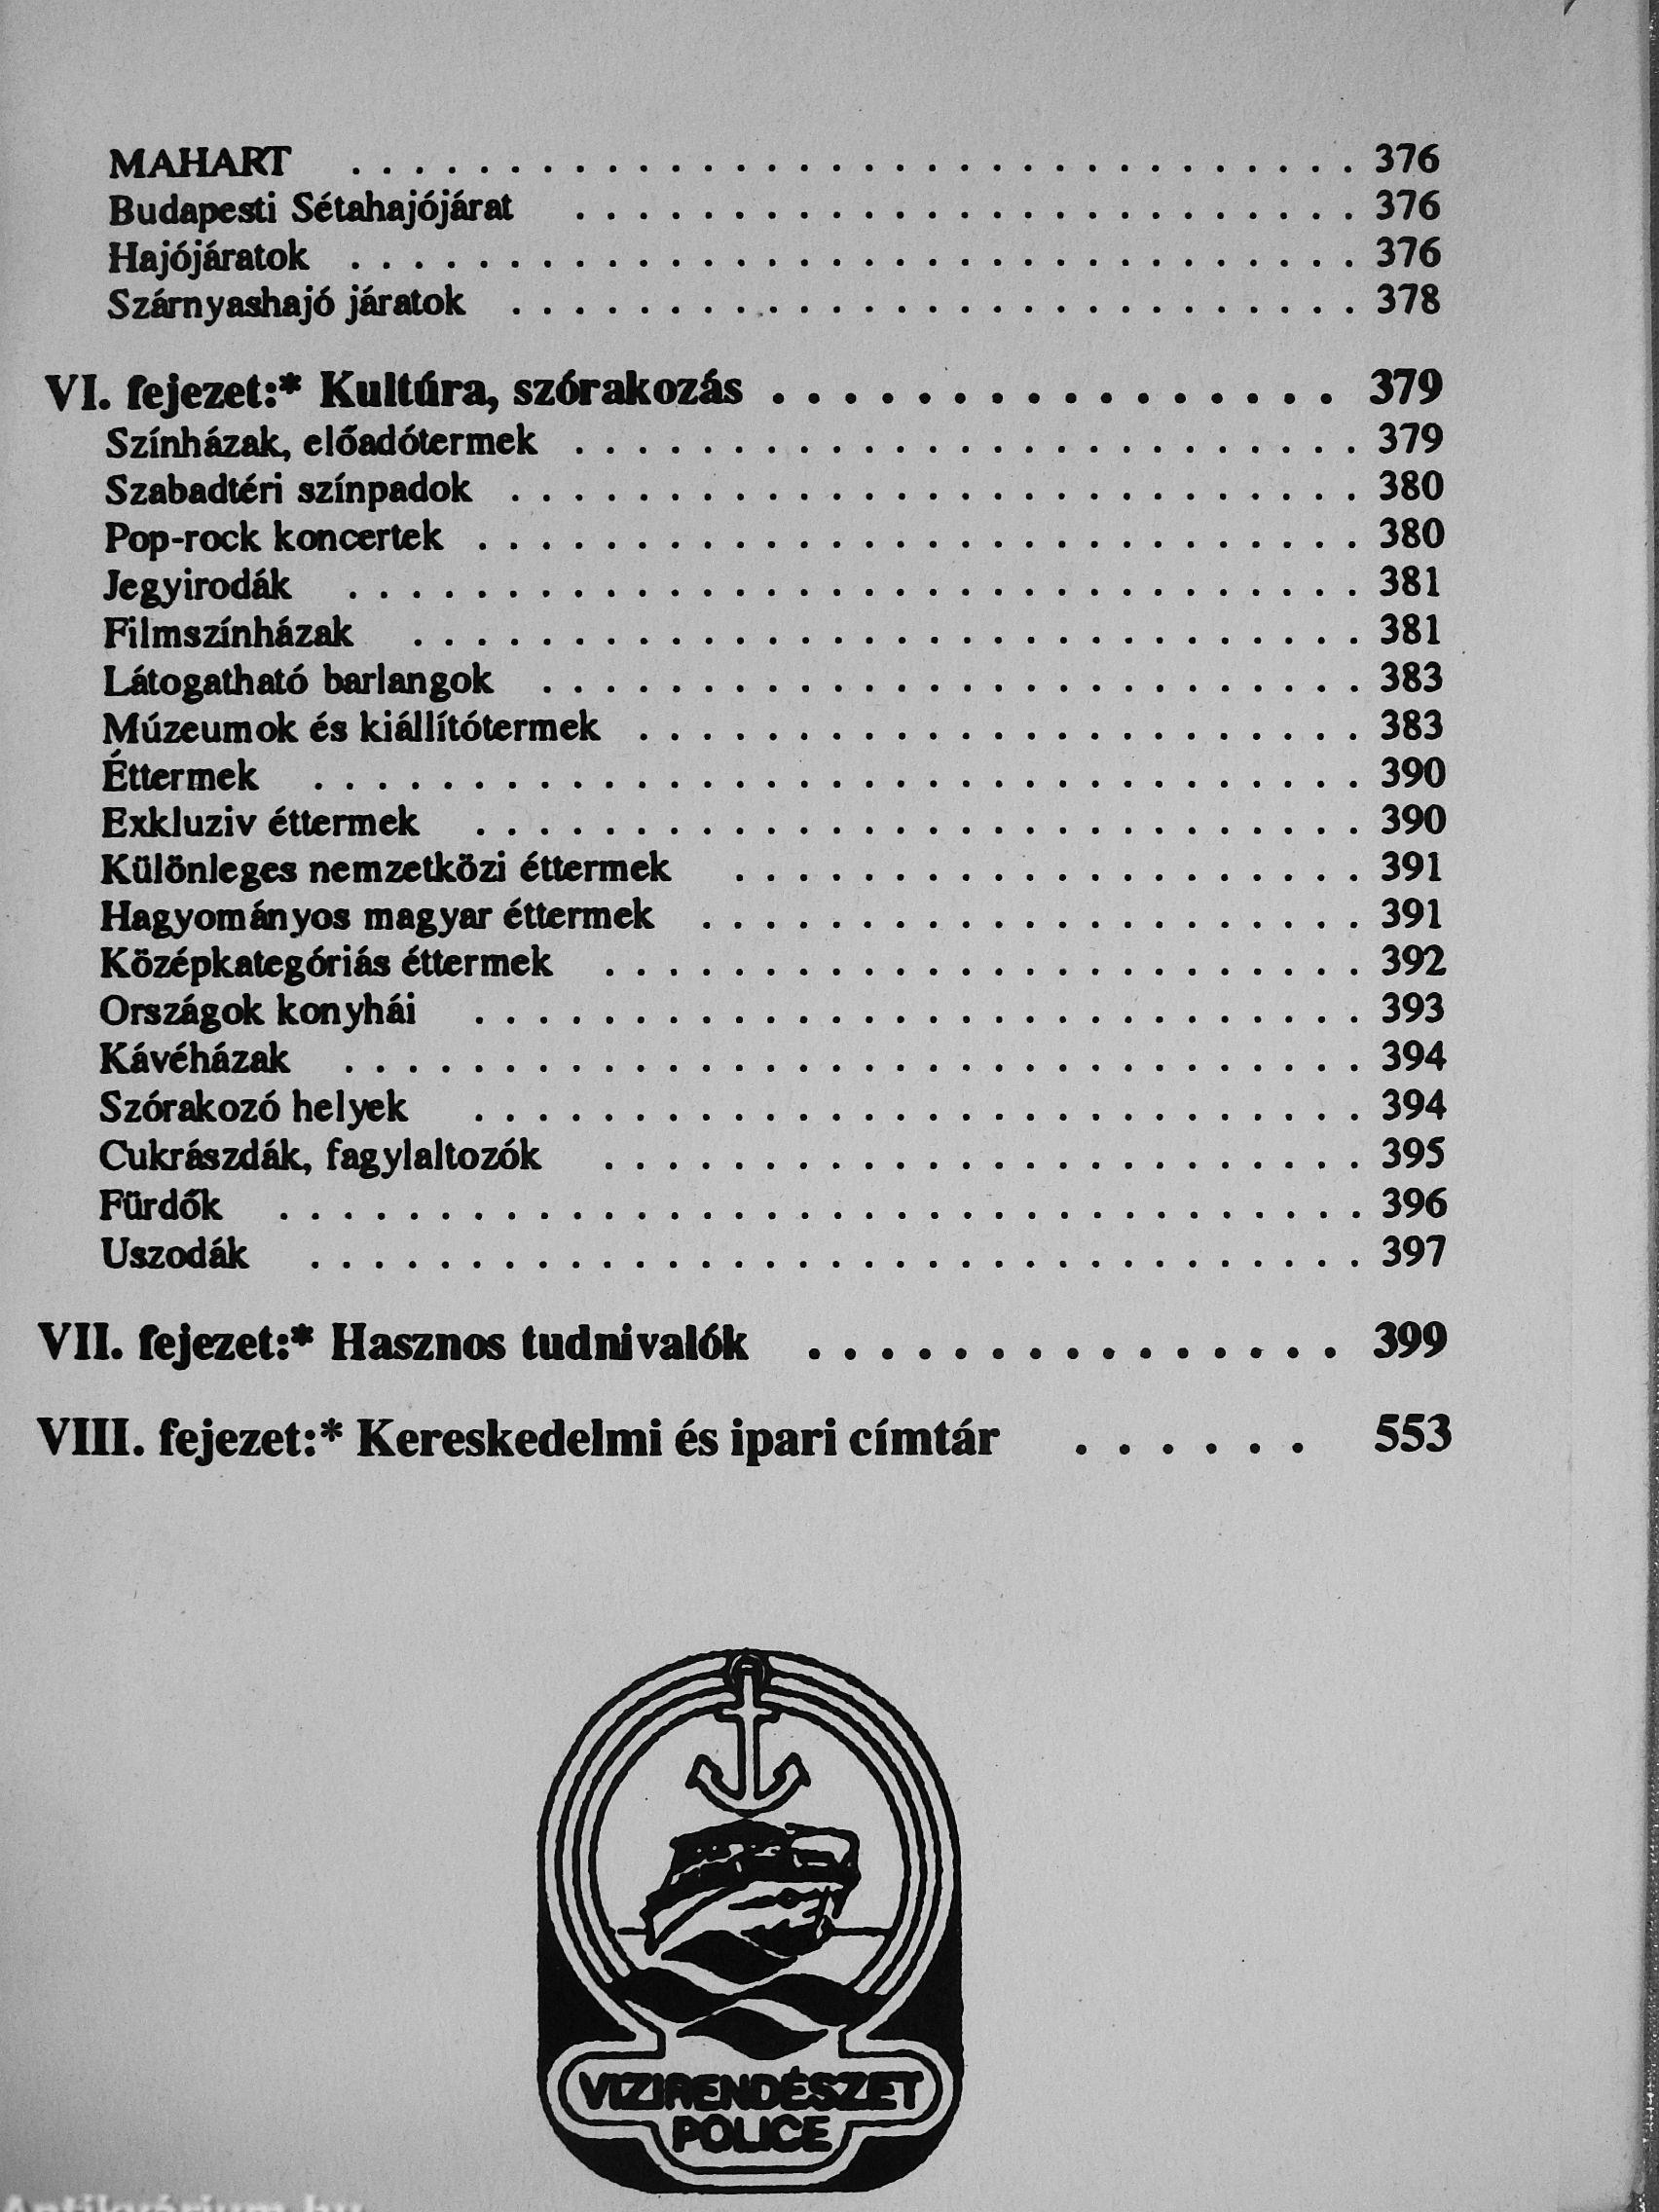 MAHART . . . . . . . . . . . . . . . . . . . . . . . . . . . . . . . . 376
Budapesti Sétahajójárat . . . . . . . . . . . . . . . . . . . . . . . . . 376
Hajójáratok . . . . . . . . . . . . . . . . . . . . . . . . . . . . . . . . 376
Szárnyashajó járatok . . . . . . . . . . . . . . . . . . . . . . . . . . . 378
VI. fejezet:* Kultúra, szórakozás . . . . . . . . . . . . . . . . 379
Színházak, előadótermek . . . . . . . . . . . . . . . . . . . . . . . . . 379
Szabadtéri színpadok . . . . . . . . . . . . . . . . . . . . . . . . . . . 380
Pop-rock koncertek . . . . . . . . . . . . . . . . . . . . . . . . . . . . 380
Jegyirodák . . . . . . . . . . . . . . . . . . . . . . . . . . . . . . . . 381
Filmszínházak . . . . . . . . . . . . . . . . . . . . . . . . . . . . . . 381
Látogatható barlangok . . . . . . . . . . . . . . . . . . . . . . . . . . 383
Múzeumok és kiállítótermek . . . . . . . . . . . . . . . . . . . . . . . 383
Éttermek . . . . . . . . . . . . . . . . . . . . . . . . . . . . . . . . . 390
Exkluziv éttermek . . . . . . . . . . . . . . . . . . . . . . . . . . . . 390
Különleges nemzetközi éttermek . . . . . . . . . . . . . . . . . . . . 391
Hagyományos magyar éttermek . . . . . . . . . . . . . . . . . . . . . 391
Középkategóriás éttermek . . . . . . . . . . . . . . . . . . . . . . . . 392
Országok konyhái . . . . . . . . . . . . . . . . . . . . . . . . . . . . 393
Kávéházak . . . . . . . . . . . . . . . . . . . . . . . . . . . . . . . . 394
Szórakozó helyek . . . . . . . . . . . . . . . . . . . . . . . . . . . . 394
Cukrászdák, fagylaltozók . . . . . . . . . . . . . . . . . . . . . . . . 395
Fürdők . . . . . . . . . . . . . . . . . . . . . . . . . . . . . . . . . . 396
Uszodák . . . . . . . . . . . . . . . . . . . . . . . . . . . . . . . . . 397
VII. fejezet:* Hasznos tudnivalók . . . . . . . . . . . . . . . 399
VIII. fejezet:* Kereskedelmi és ipari címtár . . . . . . 553
VIZIRENDÉSZET
POLICE